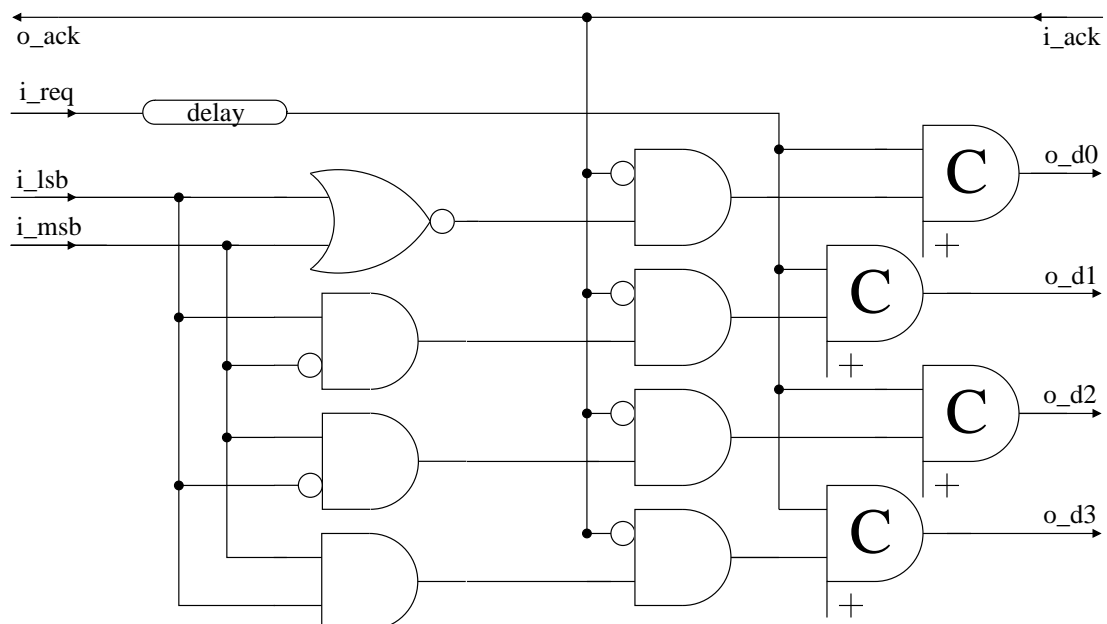 o_ack
i_ack
i_req
delay
i_lsb
i_msb
C
o_d0
+
C
o_d1
+
C
o_d2
+
C
o_d3
+